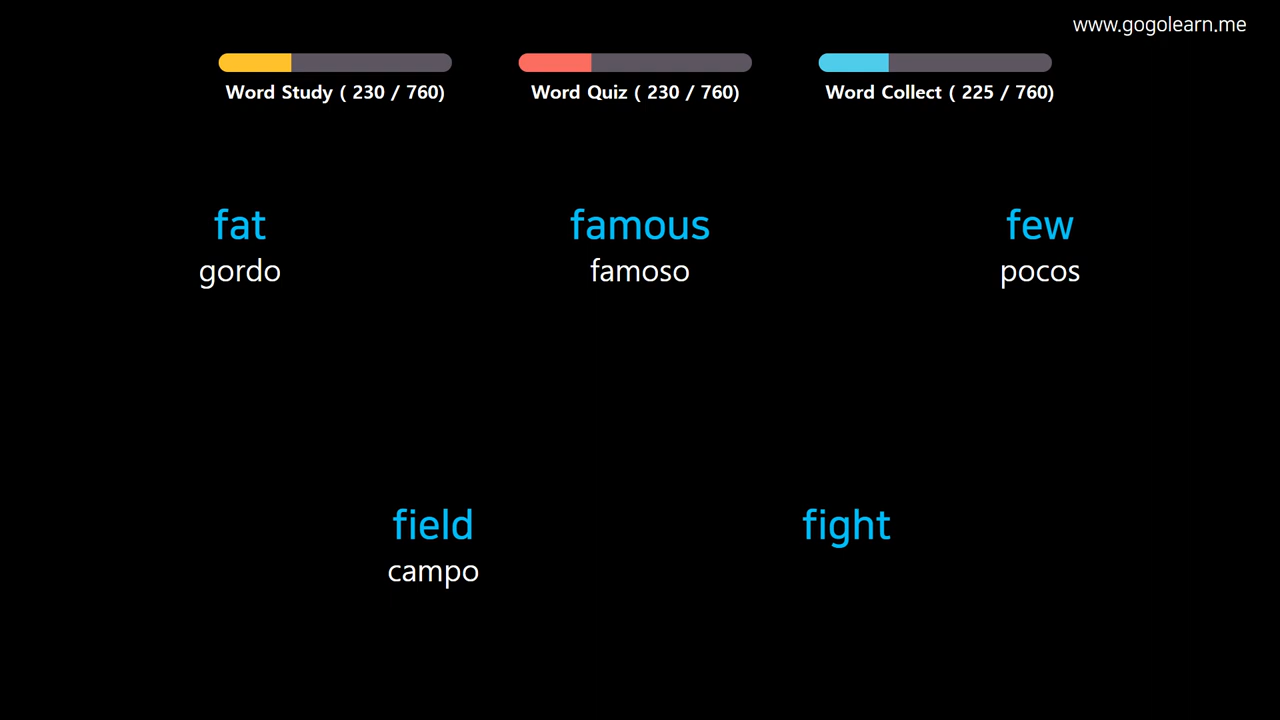 www.gogolearn.me
Word Study ( 230 / 760)
Word Quiz ( 230 / 760)
Word Collect ( 225 / 760)
fat
gordo
famous
famoso
few
pocos
field
campo
fight